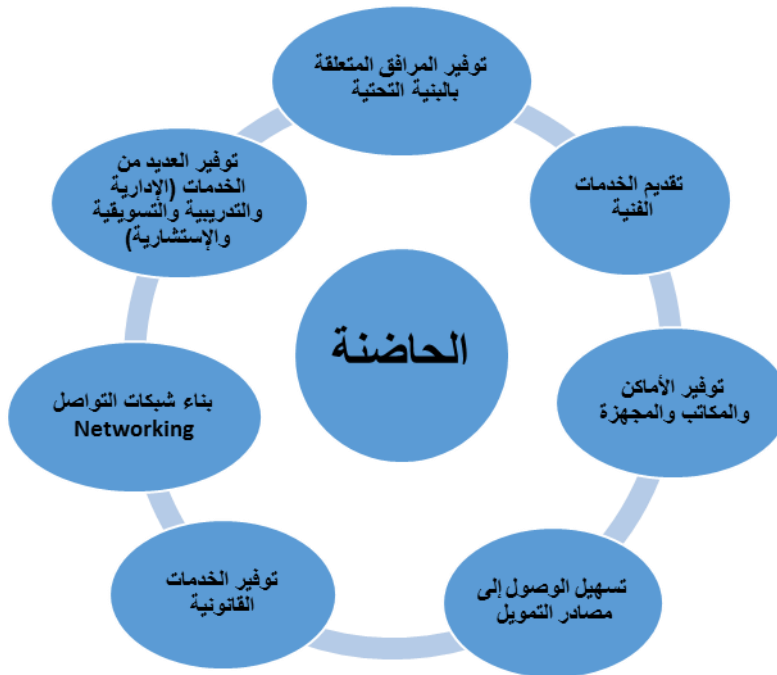 توفير المرافق المتعلقة
بالبنية التحتية
تقديم الخدمات
الفنية
توفير الأماكن
والمكاتب والمجهزة
تسهيل الوصول إلى
مصادر التمويل
توفير الخدمات
القانونية
بناء شبكات التواصل
Networking
توفير العديد من
الخدمات (الإدارية
والتدريبية والتسويقية
والإستشارية)
الحاضنة